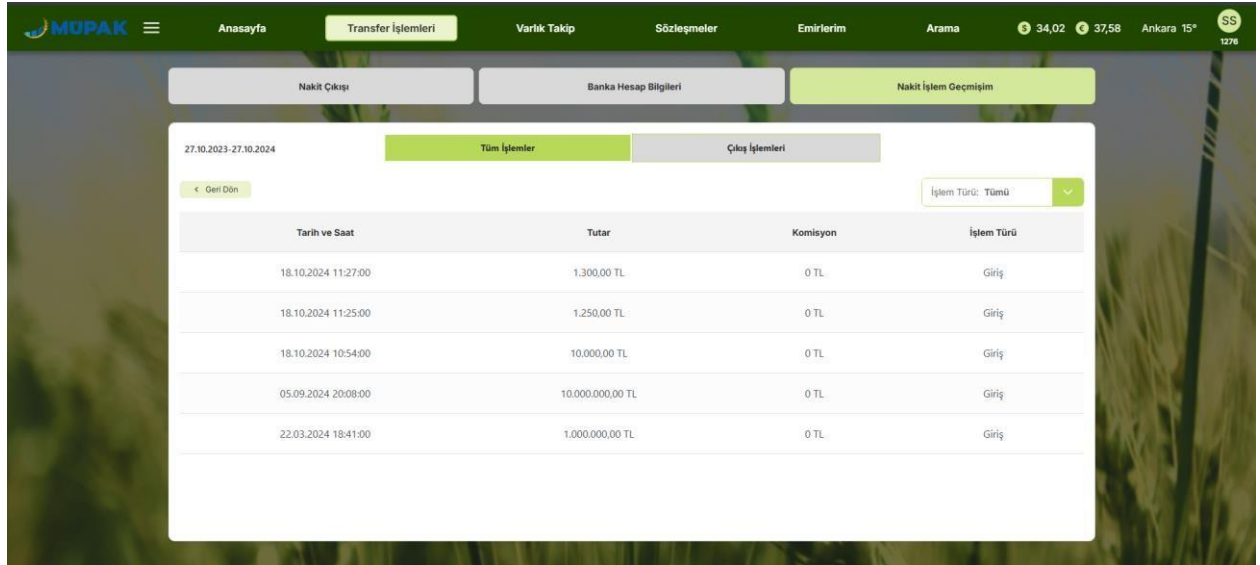 MÜPAK Anasayfa Transfer İşlemleri Varlık Takip Sözleşmeler Emirlerim Arama $ 34,02 € 37,58 Ankara 15° SS
1276
Nakit Çıkışı Banka Hesap Bilgileri Nakit İşlem Geçmişim
27.10.2023-27.10.2024 Tüm İşlemler Çıkış İşlemleri
< Geri Dön İşlem Türü: Tümü
Tarih ve Saat Tutar Komisyon İşlem Türü
18.10.2024 11:27:00 1.300,00 TL 0 TL Giriş
18.10.2024 11:25:00 1.250,00 TL 0 TL Giriş
18.10.2024 10:54:00 10.000,00 TL 0 TL Giriş
05.09.2024 20:08:00 10.000.000,00 TL 0 TL Giriş
22.03.2024 18:41:00 1.000.000,00 TL 0 TL Giriş